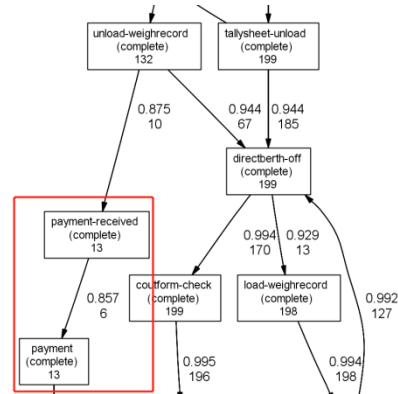 unload-weighrecord
(complete)
132
tallysheet-unload
(complete)
199
0.875
10
0.944
67
0.944
185
directberth-off
(complete)
199
payment-received
(complete)
13
0.994
170
0.929
13
0.857
6
coutform-check
(complete)
199
load-weighrecord
(complete)
198
0.992
127
payment
(complete)
13
0.995
196
0.994
198